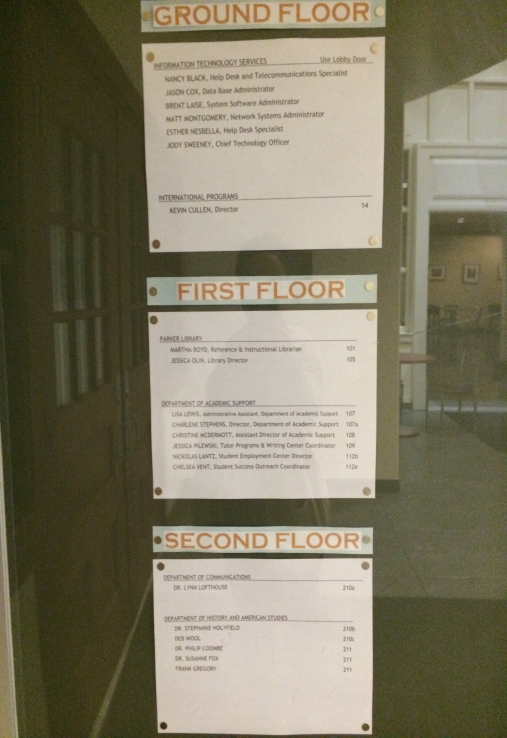 GROUND FLOOR
INFORMATION TECHNOLOGY SERVICES Use Lobby Door
NANCY BLACK, Help Desk and Telecommunications Specialist
JASON COX, Data Base Administrator
BRENT LAISE, System Software Administrator
MATT MONTGOMERY, Network Systems Administrator
ESTHER NESBELLA, Help Desk Specialist
JODY SWEENEY, Chief Technology Officer
INTERNATIONAL PROGRAMS
KEVIN CULLEN, Director 14
FIRST FLOOR
PARKER LIBRARY
MARTHA BOYD, Reference & Instructional Librarian 101
JESSICA OLIN, Library Director 105
DEPARTMENT OF ACADEMIC SUPPORT
LISA LEWIS, Administrative Assistant, Department of Academic Support 107
CHARLENE STEPHENS, Director, Department of Academic Support 107a
CHRISTINE MCDERMOTT, Assistant Director of Academic Support 108
JESSICA PILEWSKI, Tutor Programs & Writing Center Coordinator 109
NICKOLAS LANTZ, Student Employment Center Director 112b
CHELSEA VENT, Student Success Outreach Coordinator 112e
SECOND FLOOR
DEPARTMENT OF COMMUNICATIONS
DR. LYNN LOFTHOUSE 210a
DEPARTMENT OF HISTORY AND AMERICAN STUDIES
DR. STEPHANIE HOLYFIELD 210b
DEB WOOL 210c
DR. PHILIP COOMBE 211
DR. SUSANNE FOX 211
FRANK GREGORY 211